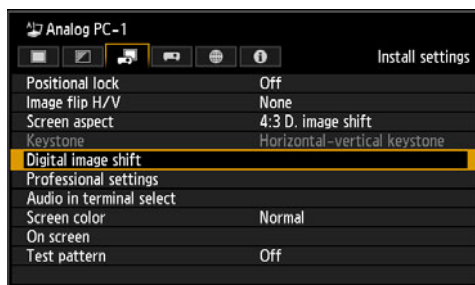 Analog PC-1
Install settings
Positional lock Off
Image flip H/V None
Screen aspect 4:3 D. image shift
Keystone Horizontal-vertical keystone
Digital image shift
Professional settings
Audio in terminal select
Screen color Normal
On screen
Test pattern Off